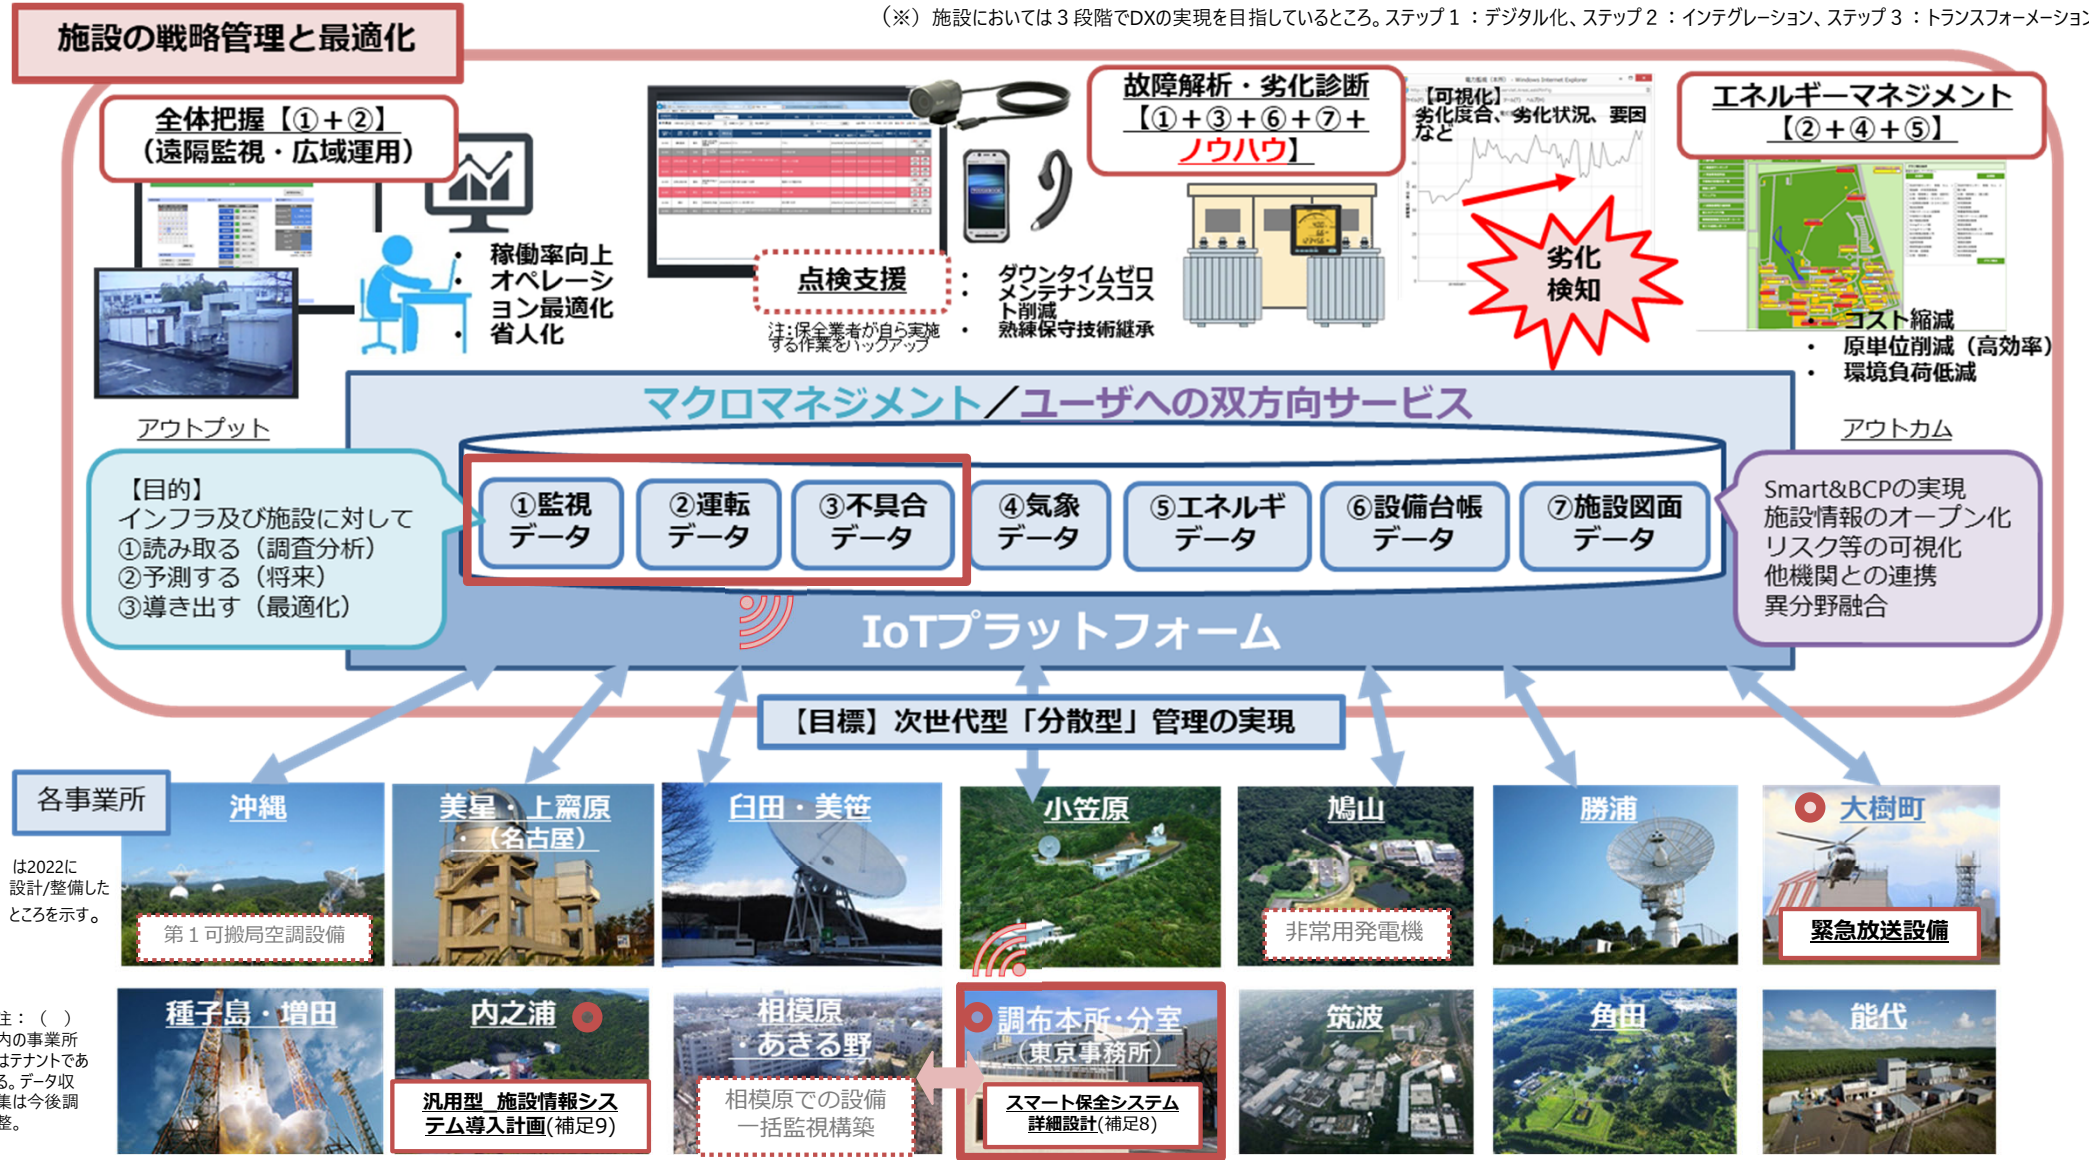 (※）施設においては３段階でDXの実現を目指しているところ。ステップ１：デジタル化、ステップ２：インテグレーション、ステップ３：トランスフォーメーション
施設の戦略管理と最適化
全体把握【①＋②】
（遠隔監視・広域運用）
稼働率向上
オペレーシ
ョン最適化
省人化
点検支援
注：保全業者が自ら実施
する作業をバックアップ
ダウンタイムゼロ
メンテナンスコス
ト削減
熟練保守技術継承
故障解析・劣化診断
【①＋③＋⑥＋⑦＋
ノウハウ】
【可視化】
劣化度合、劣化状況、要因
など
劣化
検知
エネルギーマネジメント
【②＋④＋⑤】
コスト縮減
原単位削減（高効率）
環境負荷低減
アウトプット
アウトカム
マクロマネジメント／ユーザへの双方向サービス
【目的】
インフラ及び施設に対して
①読み取る（調査分析）
②予測する（将来）
③導き出す（最適化）
①監視
データ
②運転
データ
③不具合
データ
④気象
データ
⑤エネルギ
データ
⑥設備台帳
データ
⑦施設図面
データ
Smart&BCPの実現
施設情報のオープン化
リスク等の可視化
他機関との連携
異分野融合
IoTプラットフォーム
【目標】次世代型「分散型」管理の実現
各事業所
は2022に
設計/整備した
ところを示す。
沖縄
第１可搬局空調設備
美星・上齋原
・（名古屋）
臼田・美笹
小笠原
鳩山
非常用発電機
勝浦
大樹町
緊急放送設備
注：（　）
内の事業所
はテナントであ
る。データ収
集は今後調
整。
種子島・増田
内之浦
汎用型_施設情報シス
テム導入計画(補足9)
相模原
・あきる野
相模原での設備
一括監視構築
調布本所・分室
（東京事務所）
スマート保全システム
詳細設計(補足8)
筑波
角田
能代